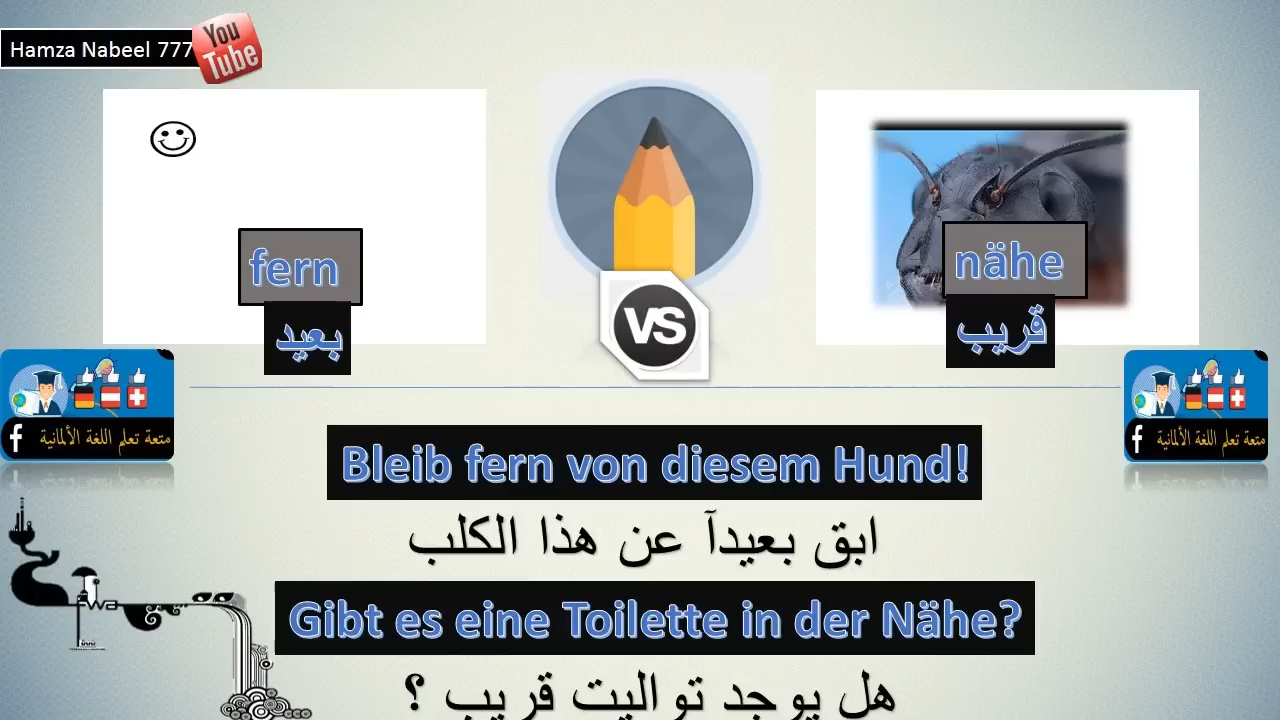 Hamza Nabeel 777
You
Tube
fern
بعيد
VS
nähe
قريب
متعة تعلم اللغة الألمانية
متعة تعلم اللغة الألمانية
Bleib fern von diesem Hund!
ابق بعيدآ عن هذا الكلب
Gibt es eine Toilette in der Nähe?
هل يوجد تواليت قريب ؟